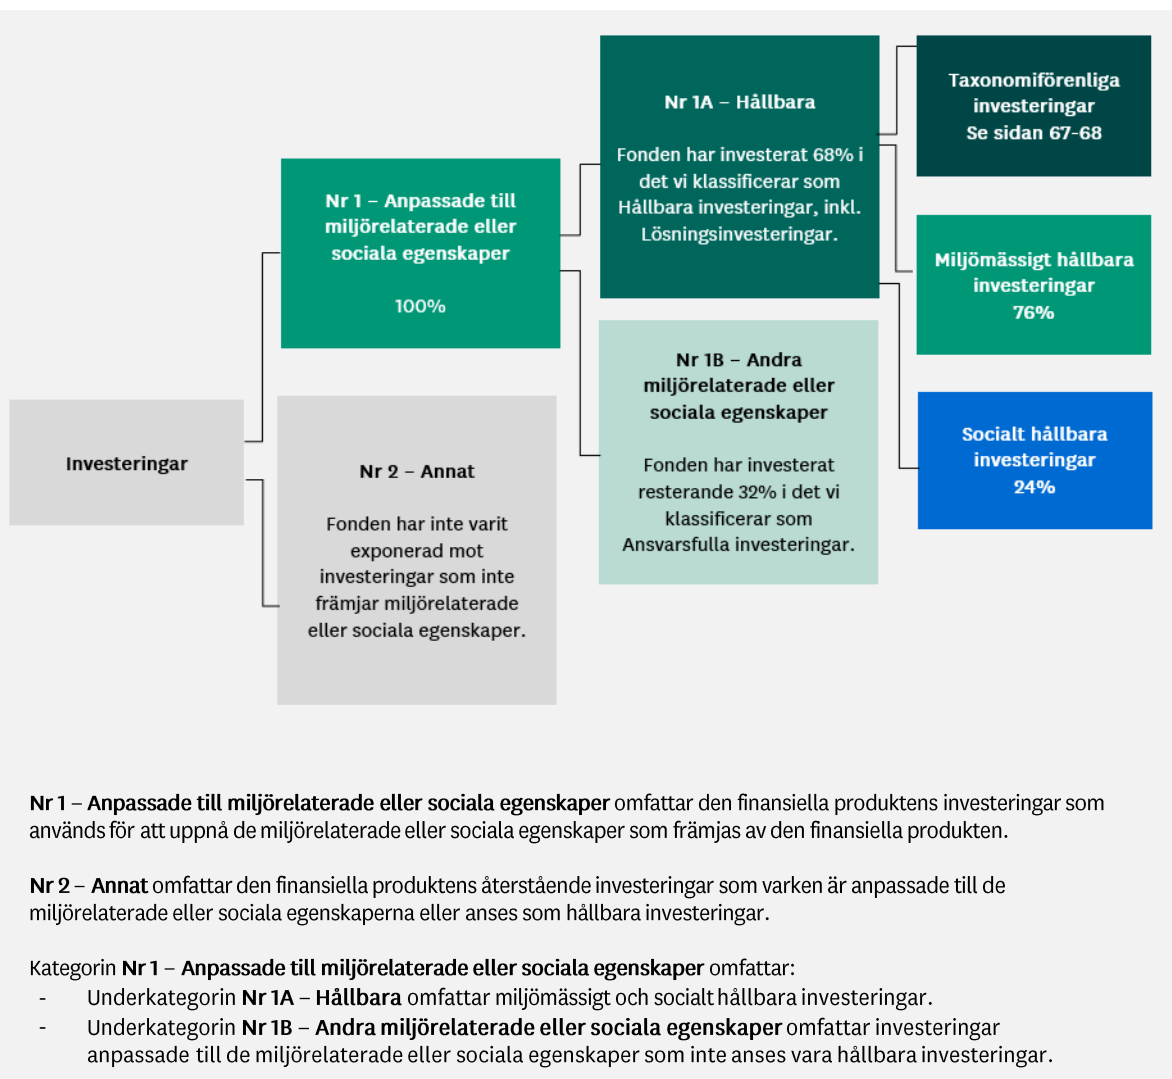 Investeringar
Nr 1 – Anpassade till
miljörelaterade eller
sociala egenskaper
100%
Nr 2 – Annat
Fonden har inte varit
exponerad mot
investeringar som inte
främjar miljörelaterade
eller sociala egenskaper.
Nr 1A – Hållbara
Fonden har investerat 68% i
det vi klassificerar som
Hållbara investeringar, inkl.
Lösningsinvesteringar.
Nr 1B – Andra
miljörelaterade eller
sociala egenskaper
Fonden har investerat
resterande 32% i det vi
klassificerar som
Ansvarsfulla investeringar.
Taxonomiförenliga
investeringar
Se sidan 67-68
Miljömässigt hållbara
investeringar
76%
Socialt hållbara
investeringar
24%
Nr 1 – Anpassade till miljörelaterade eller sociala egenskaper omfattar den finansiella produktens investeringar som
används för att uppnå de miljörelaterade eller sociala egenskaper som främjas av den finansiella produkten.
Nr 2 – Annat omfattar den finansiella produktens återstående investeringar som varken är anpassade till de
miljörelaterade eller sociala egenskaperna eller anses som hållbara investeringar.
Kategorin Nr 1 – Anpassade till miljörelaterade eller sociala egenskaper omfattar:
- Underkategorin Nr 1A – Hållbara omfattar miljömässigt och socialt hållbara investeringar.
- Underkategorin Nr 1B – Andra miljörelaterade eller sociala egenskaper omfattar investeringar
anpassade till de miljörelaterade eller sociala egenskaper som inte anses vara hållbara investeringar.